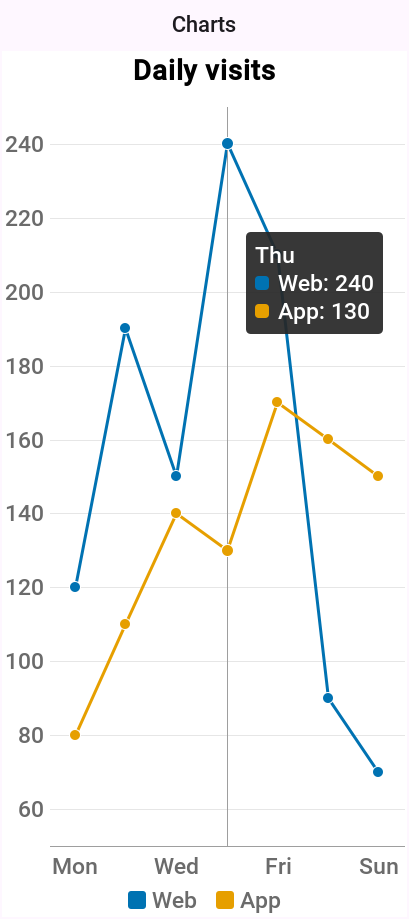 Charts
Daily visits
240
220
200
180
160
140
120
100
80
60
Thu
Web: 240
App: 130
Mon Wed Fri Sun
Web App